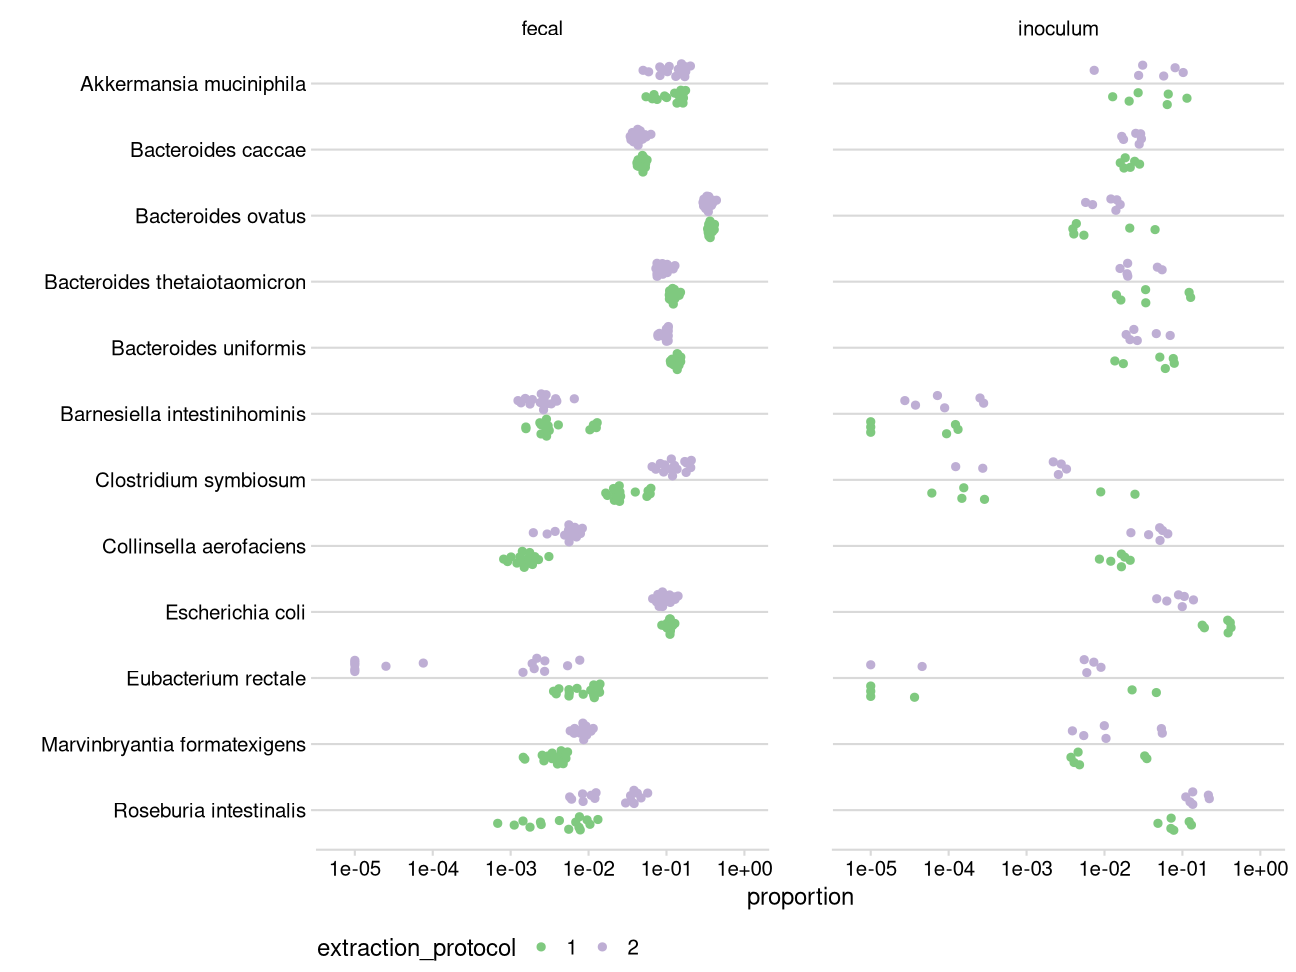 fecal inoculum
Akkermansia muciniphila
Bacteroides caccae
Bacteroides ovatus
Bacteroides thetaiotaomicron
Bacteroides uniformis
Barnesiella intestinihominis
Clostridium symbiosum
Collinsella aerofaciens
Escherichia coli
Eubacterium rectale
Marvinbryantia formatexigens
Roseburia intestinalis
1e-05 1e-04 1e-03 1e-02 1e-01 1e+00 1e-05 1e-04 1e-03 1e-02 1e-01 1e+00
proportion
extraction_protocol 1 2